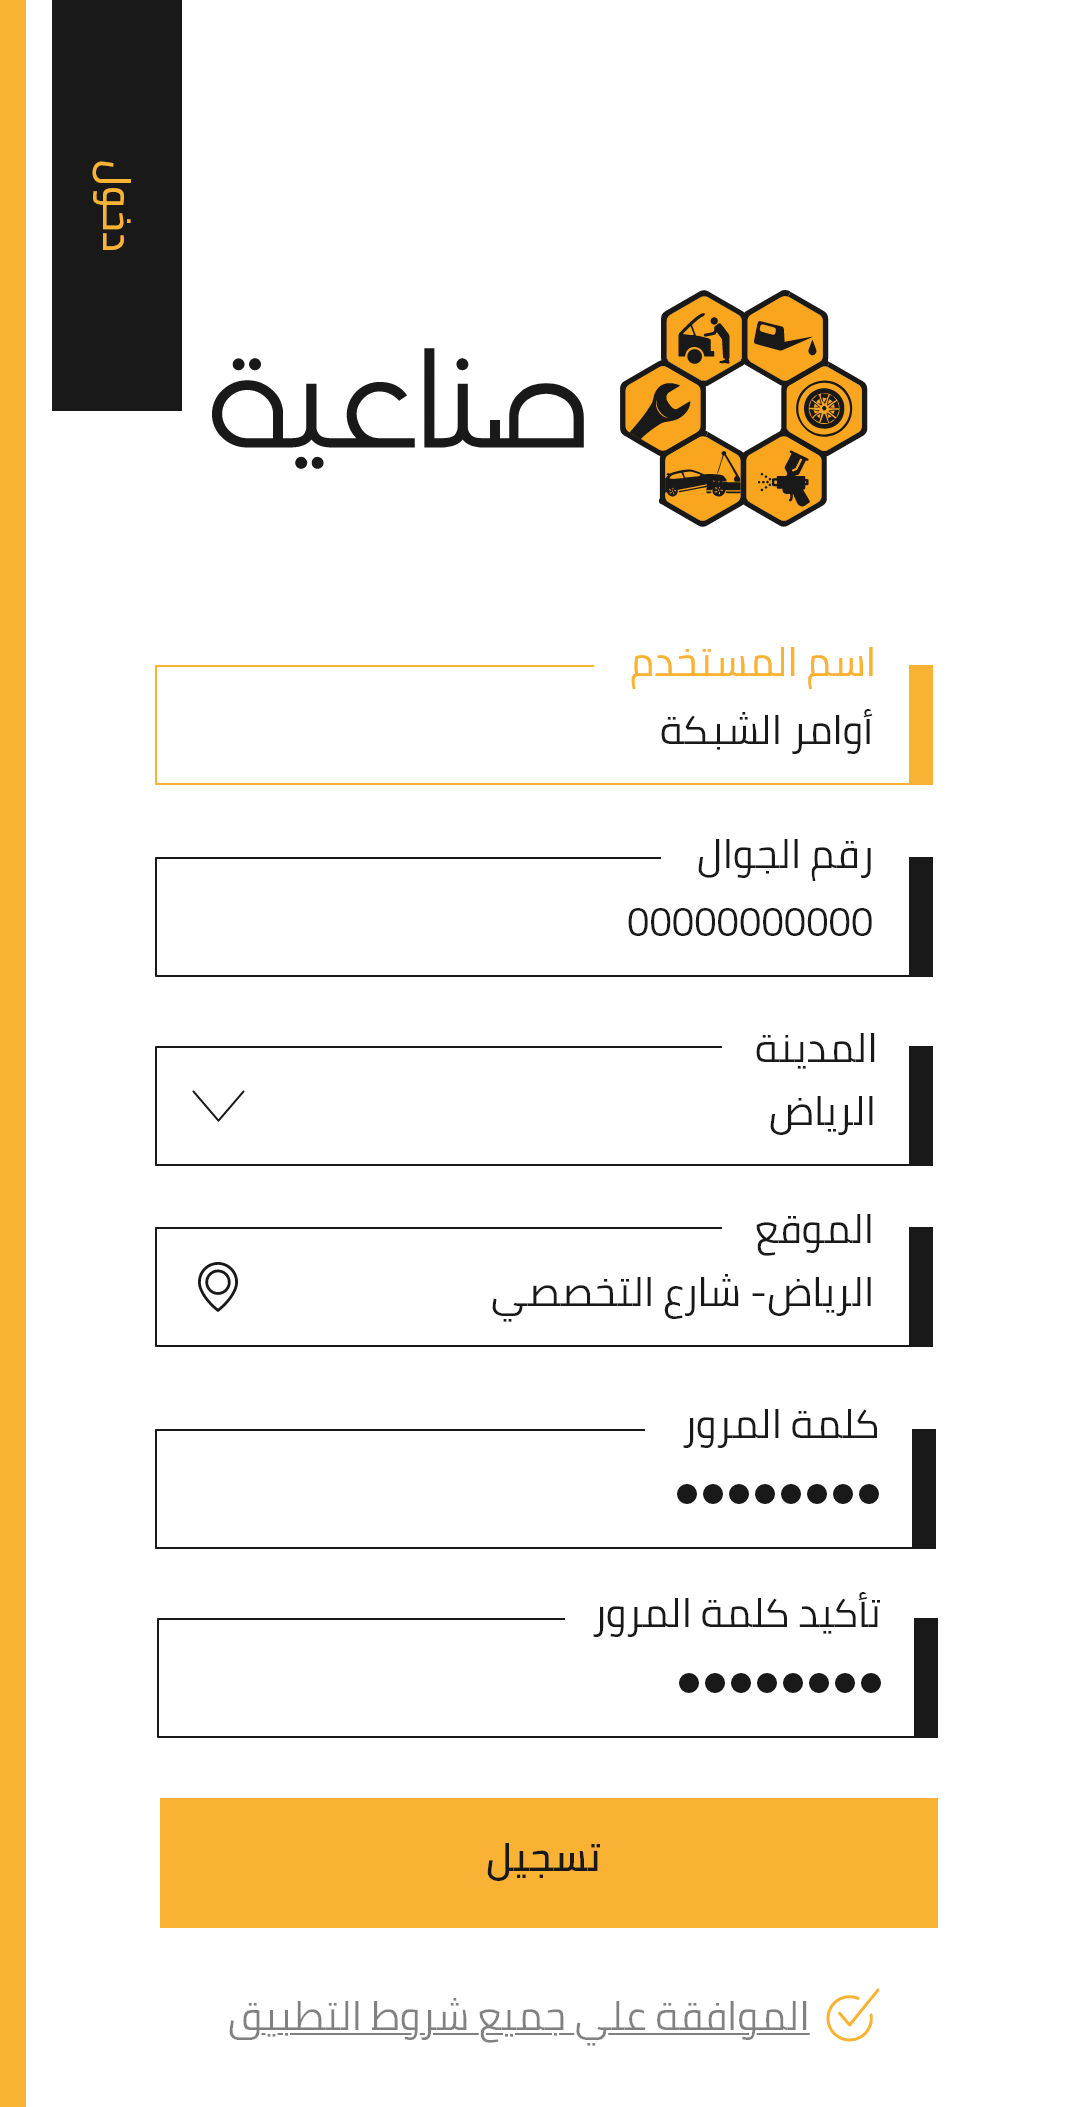 دخول
صناعية
اسم المستخدم
أوامر الشبكة
رقم الجوال
00000000000
المدينة
الرياض
الموقع
الرياض- شارع التخصصي
كلمة المرور
●●●●●●●●
تأكيد كلمة المرور
●●●●●●●●
تسجيل
الموافقة علي جميع شروط التطبيق